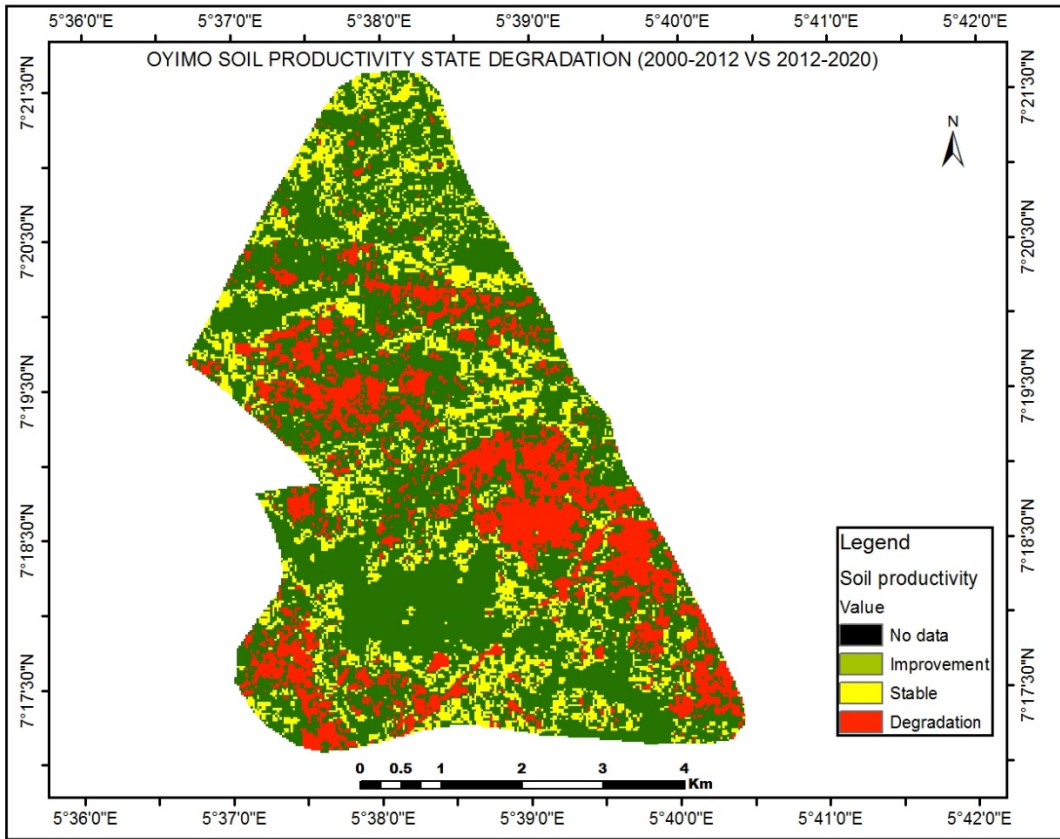 5°36'0"E 5°37'0"E 5°38'0"E 5°39'0"E 5°40'0"E 5°41'0"E 5°42'0"E
OYIMO SOIL PRODUCTIVITY STATE DEGRADATION (2000-2012 VS 2012-2020)
7°21'30"N 7°21'30"N
N
7°20'30"N 7°20'30"N
7°19'30"N 7°19'30"N
7°18'30"N 7°18'30"N
Legend
Soil productivity
Value
No data
Improvement
Stable
Degradation
7°17'30"N 7°17'30"N
0 0.5 1 2 3 4
Km
5°36'0"E 5°37'0"E 5°38'0"E 5°39'0"E 5°40'0"E 5°41'0"E 5°42'0"E